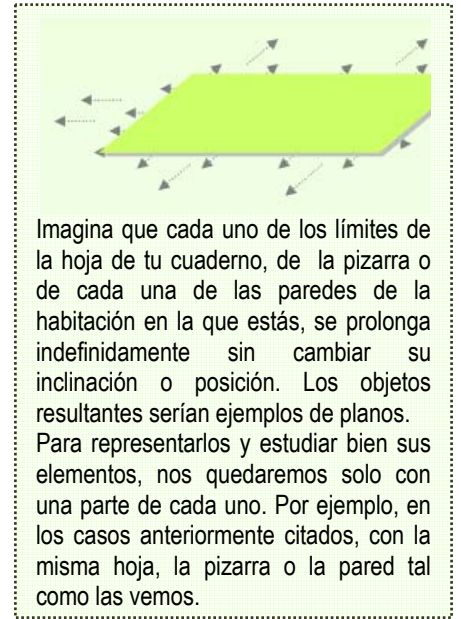 Imagina que cada uno de los límites de
la hoja de tu cuaderno, de la pizarra o
de cada una de las paredes de la
habitación en la que estás, se prolonga
indefinidamente sin cambiar su
inclinación o posición. Los objetos
resultantes serían ejemplos de planos.
Para representarlos y estudiar bien sus
elementos, nos quedaremos solo con
una parte de cada uno. Por ejemplo, en
los casos anteriormente citados, con la
misma hoja, la pizarra o la pared tal
como las vemos.